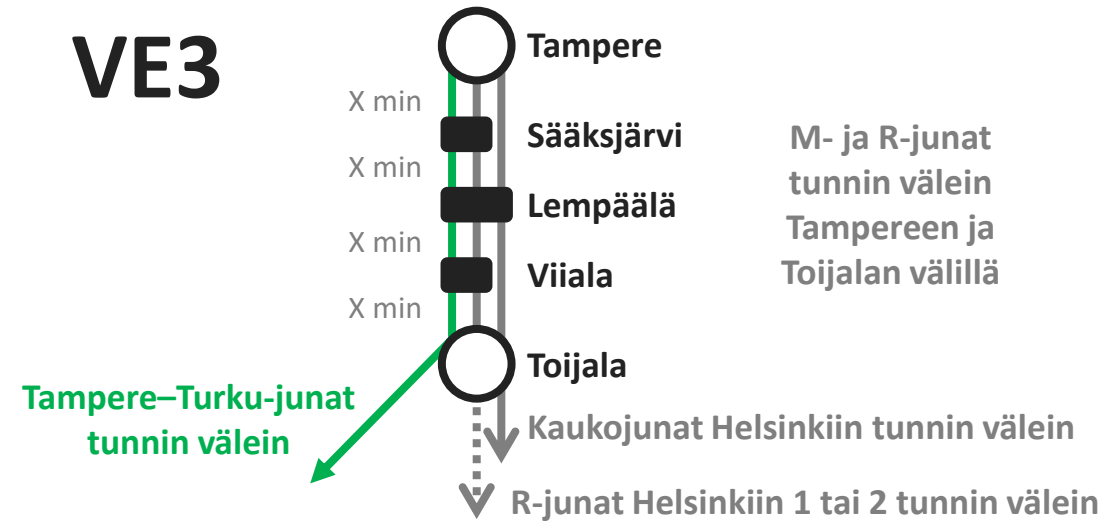 VE3
Tampere
X min
Sääksjärvi
X min
Lempäälä
X min
Viiala
X min
Toijala
M- ja R-junat
tunnin välein
Tampereen ja
Toijalan välillä
Tampere–Turku-junat
tunnin välein
Kaukojunat Helsinkiin tunnin välein
R-junat Helsinkiin 1 tai 2 tunnin välein